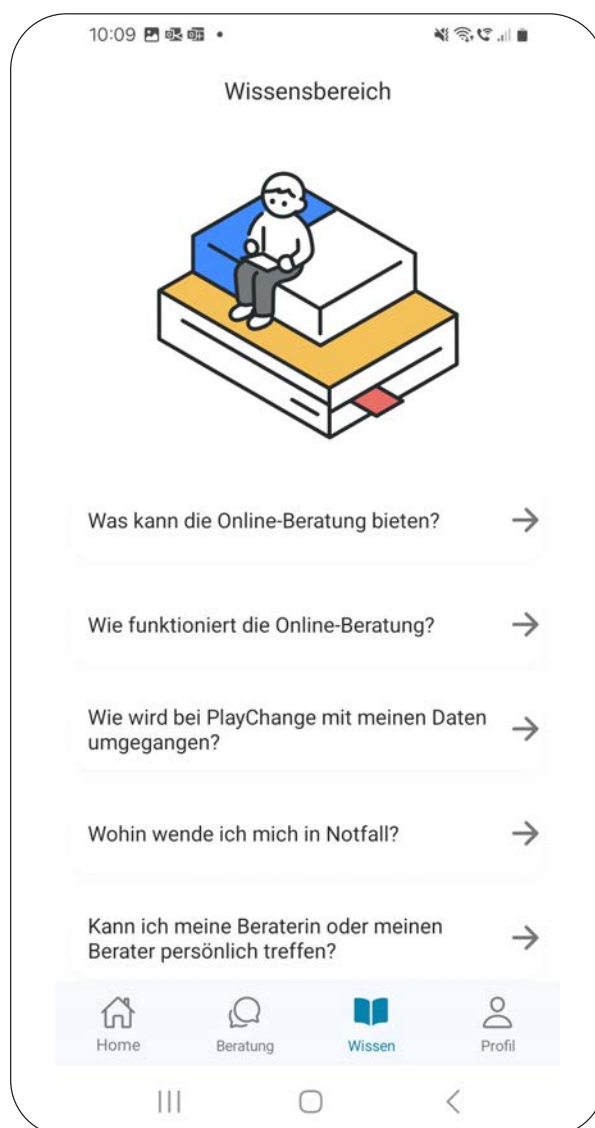 10:09
Wissensbereich
Was kann die Online-Beratung bieten?
Wie funktioniert die Online-Beratung?
Wie wird bei PlayChange mit meinen Daten
umgegangen?
Wohin wende ich mich in Notfall?
Kann ich meine Beraterin oder meinen
Berater persönlich treffen?
Home Beratung Wissen Profil